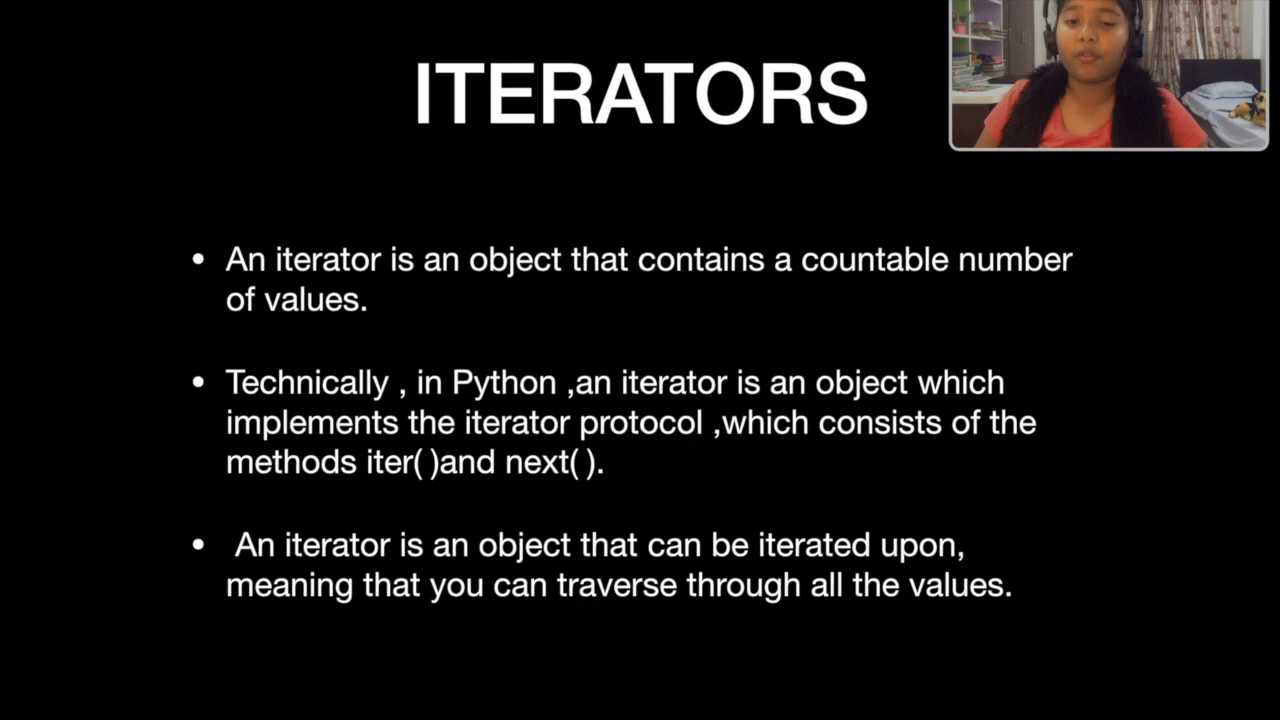 ITERATORS
• An iterator is an object that contains a countable number
of values.
• Technically , in Python ,an iterator is an object which
implements the iterator protocol ,which consists of the
methods iter( )and next( ).
• An iterator is an object that can be iterated upon,
meaning that you can traverse through all the values.